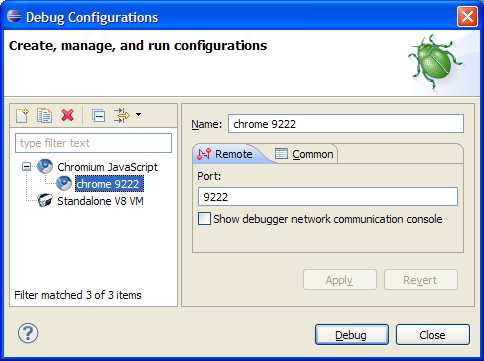 Debug Configurations
Create, manage, and run configurations
type filter text
Chromium JavaScript
chrome 9222
Standalone V8 VM
Filter matched 3 of 3 items
Name: chrome 9222
Remote Common
Port:
9222
Show debugger network communication console
Apply Revert
? Debug Close